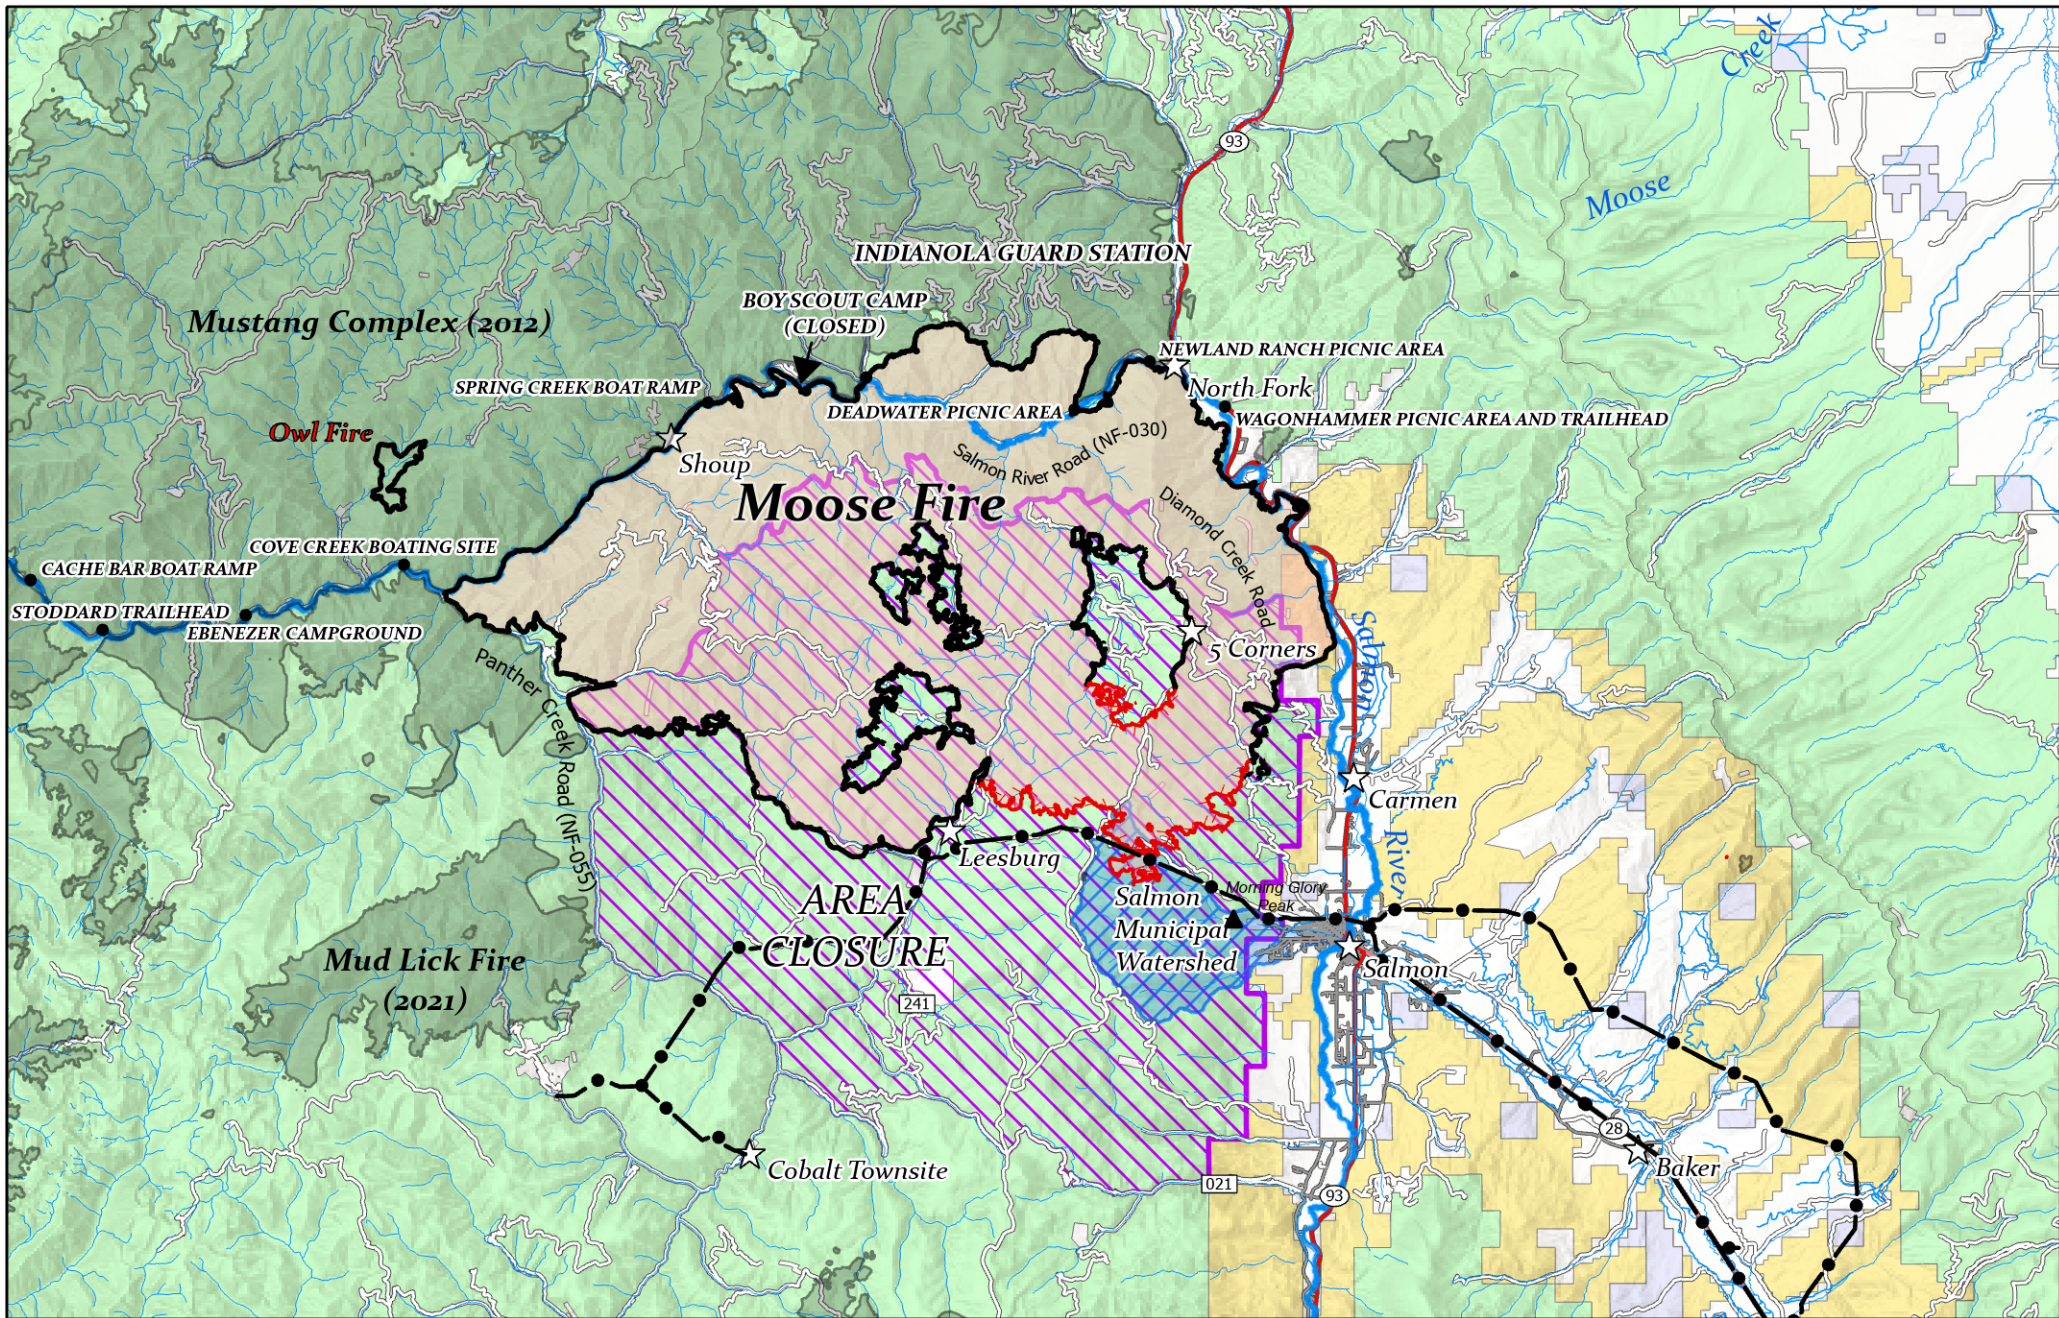 Creek
93
Moose
INDIANOLA GUARD STATION
BOY SCOUT CAMP
(CLOSED)
Mustang Complex (2012)
NEWLAND RANCH PICNIC AREA
SPRING CREEK BOAT RAMP
North Fork
DEADWATER PICNIC AREA
WAGONHAMMER PICNIC AREA AND TRAILHEAD
Owl Fire
Salmon River Road (NF-030)
Shoup
Moose Fire
Diamond Creek Road
COVE CREEK BOATING SITE
CACHE BAR BOAT RAMP
STODDARD TRAILHEAD
EBENEZER CAMPGROUND
5 Corners
Salmon
River
Panther Creek Road (NF-055)
Carmen
Leesburg
AREA
CLOSURE
Salmon
Municipal
Watershed
Morning Glory
Peak
Mud Lick Fire
(2021)
Salmon
241
28
Baker
Cobalt Townsite
021
93